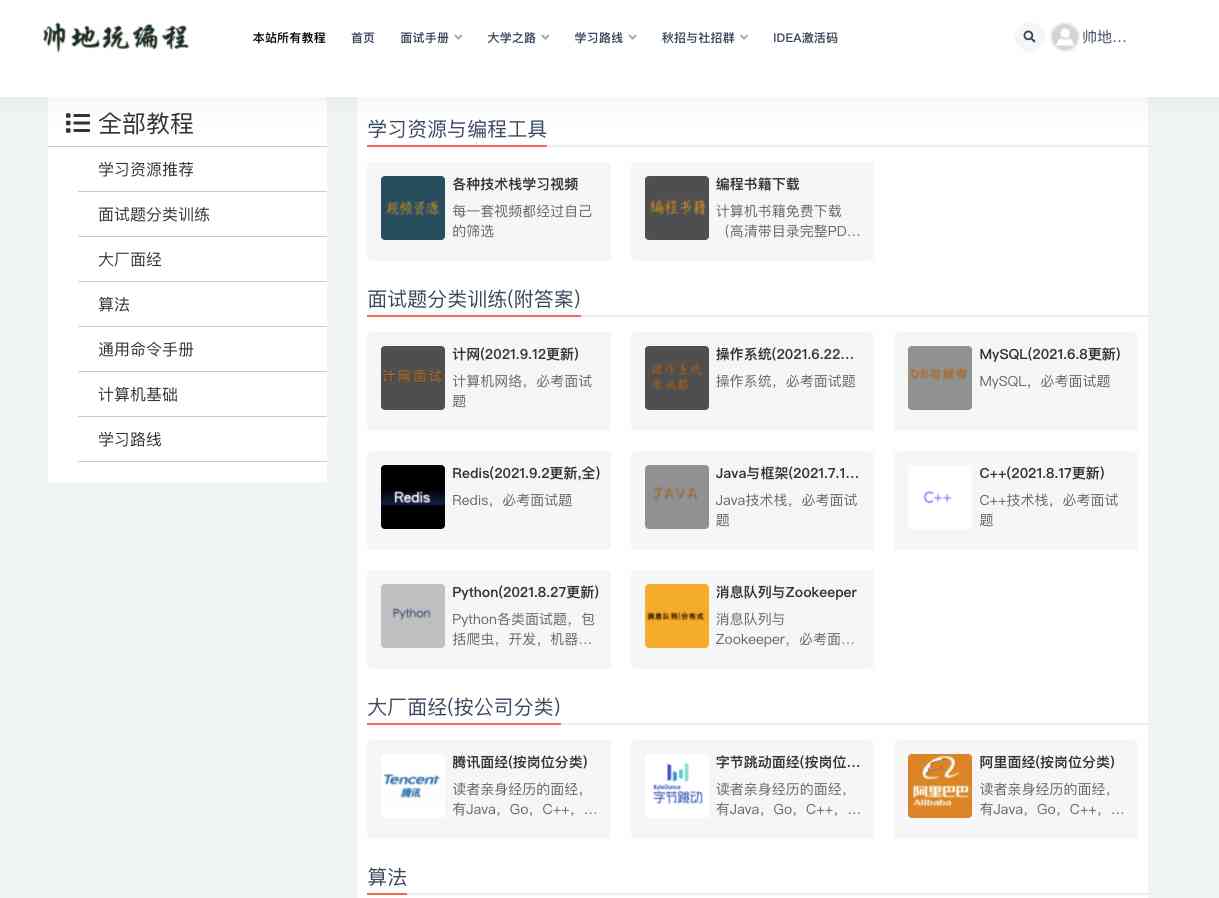 帅地玩编程
本站所有教程 首页 面试手册 大学之路 学习路线 秋招与社招群 IDEA激活码 帅地...
全部教程
学习资源推荐
面试题分类训练
大厂面经
算法
通用命令手册
计算机基础
学习路线
学习资源与编程工具
视频资源
各种技术栈学习视频
每一套视频都经过自己
的筛选
编程书籍
编程书籍下载
计算机书籍免费下载
（高清带目录完整PD...
面试题分类训练(附答案)
计网面试
计网(2021.9.12更新)
计算机网络，必考面试
题
操作系统(2021.6.22...
操作系统，必考面试题
MySQL(2021.6.8更新)
MySQL，必考面试题
Redis
Redis(2021.9.2更新,全)
Redis，必考面试题
JAVA
Java与框架(2021.7.1...
Java技术栈，必考面试
题
C++
C++(2021.8.17更新)
C++技术栈，必考面试
题
Python
Python(2021.8.27更新)
Python各类面试题，包
括爬虫，开发，机器...
消息队列(分布式
消息队列与Zookeeper
消息队列与
Zookeeper，必考面...
大厂面经(按公司分类)
Tencent
腾讯
腾讯面经(按岗位分类)
读者亲身经历的面经，
有Java，Go，C++，...
ByteDance
字节跳动
字节跳动面经(按岗位...
读者亲身经历的面经，
有Java，Go，C++，...
阿里巴巴
Alibaba
阿里面经(按岗位分类)
读者亲身经历的面经，
有Java，Go，C++，...
算法